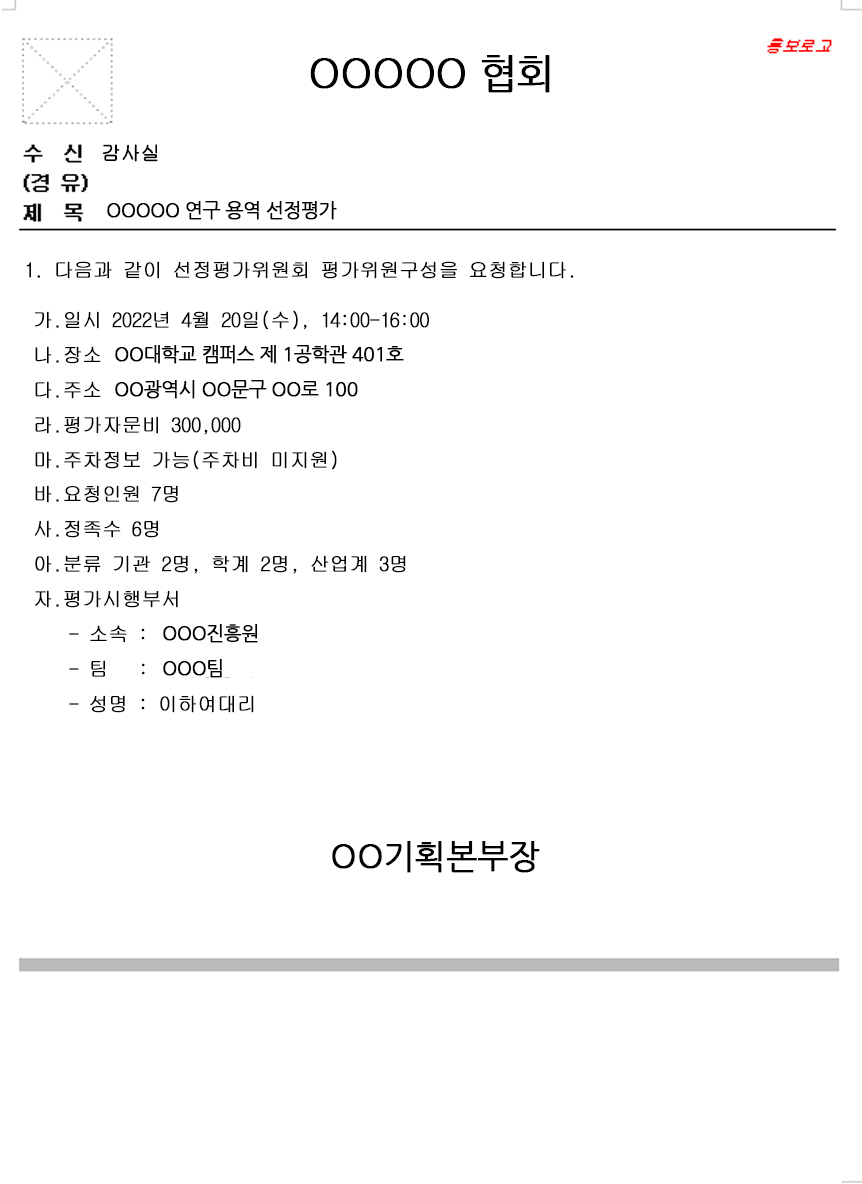 홍보로고
OOOOO 협회
수 신 감사실
(경 유)
제 목 OOOOO 연구 용역 선정평가
1. 다음과 같이 선정평가위원회 평가위원구성을 요청합니다.
가.일시 2022년 4월 20일(수), 14:00-16:00
나.장소 OO대학교 캠퍼스 제 1공학관 401호
다.주소 OO광역시 OO문구 OO로 100
라.평가자문비 300,000
마.주차정보 가능(주차비 미지원)
바.요청인원 7명
사.정족수 6명
아.분류 기관 2명, 학계 2명, 산업계 3명
자.평가시행부서
- 소속 : OOO진흥원
- 팀 : OOO팀
- 성명 : 이하여대리
OO기획본부장